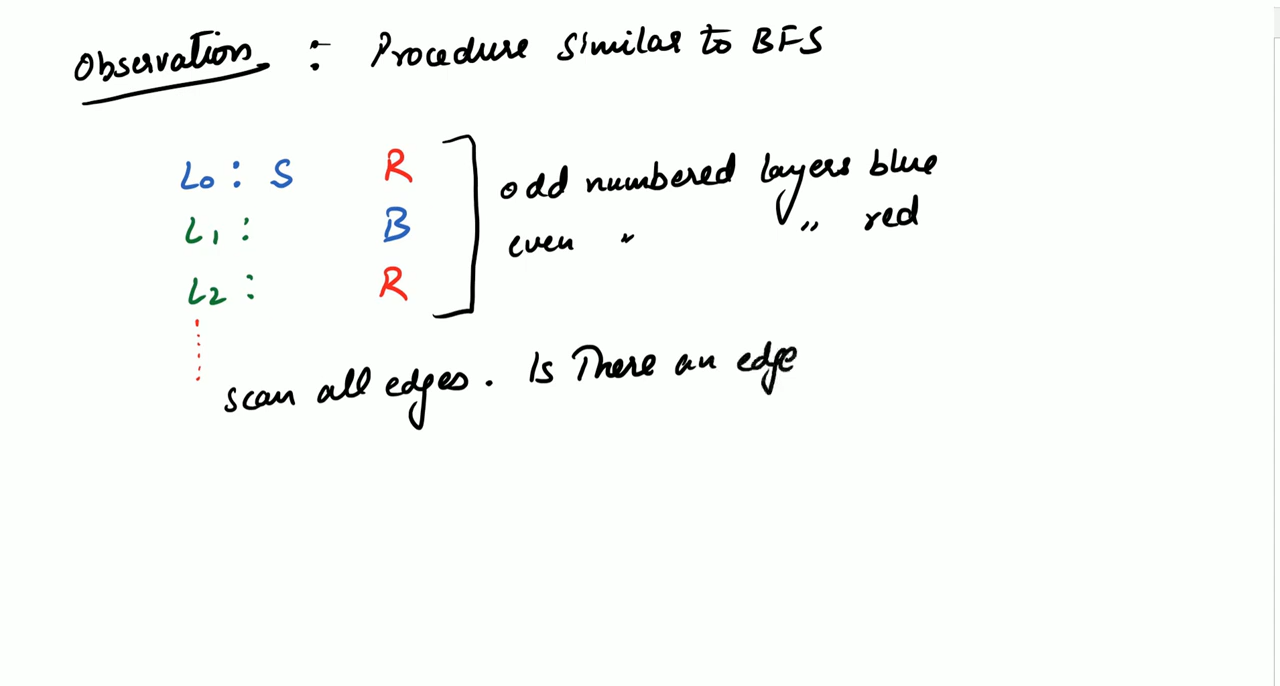 Observation : Procedure similar to BFS
L0 : S R
L1 : B
L2 : R
odd numbered layers blue
even " " red
scan all edges. Is There an edge